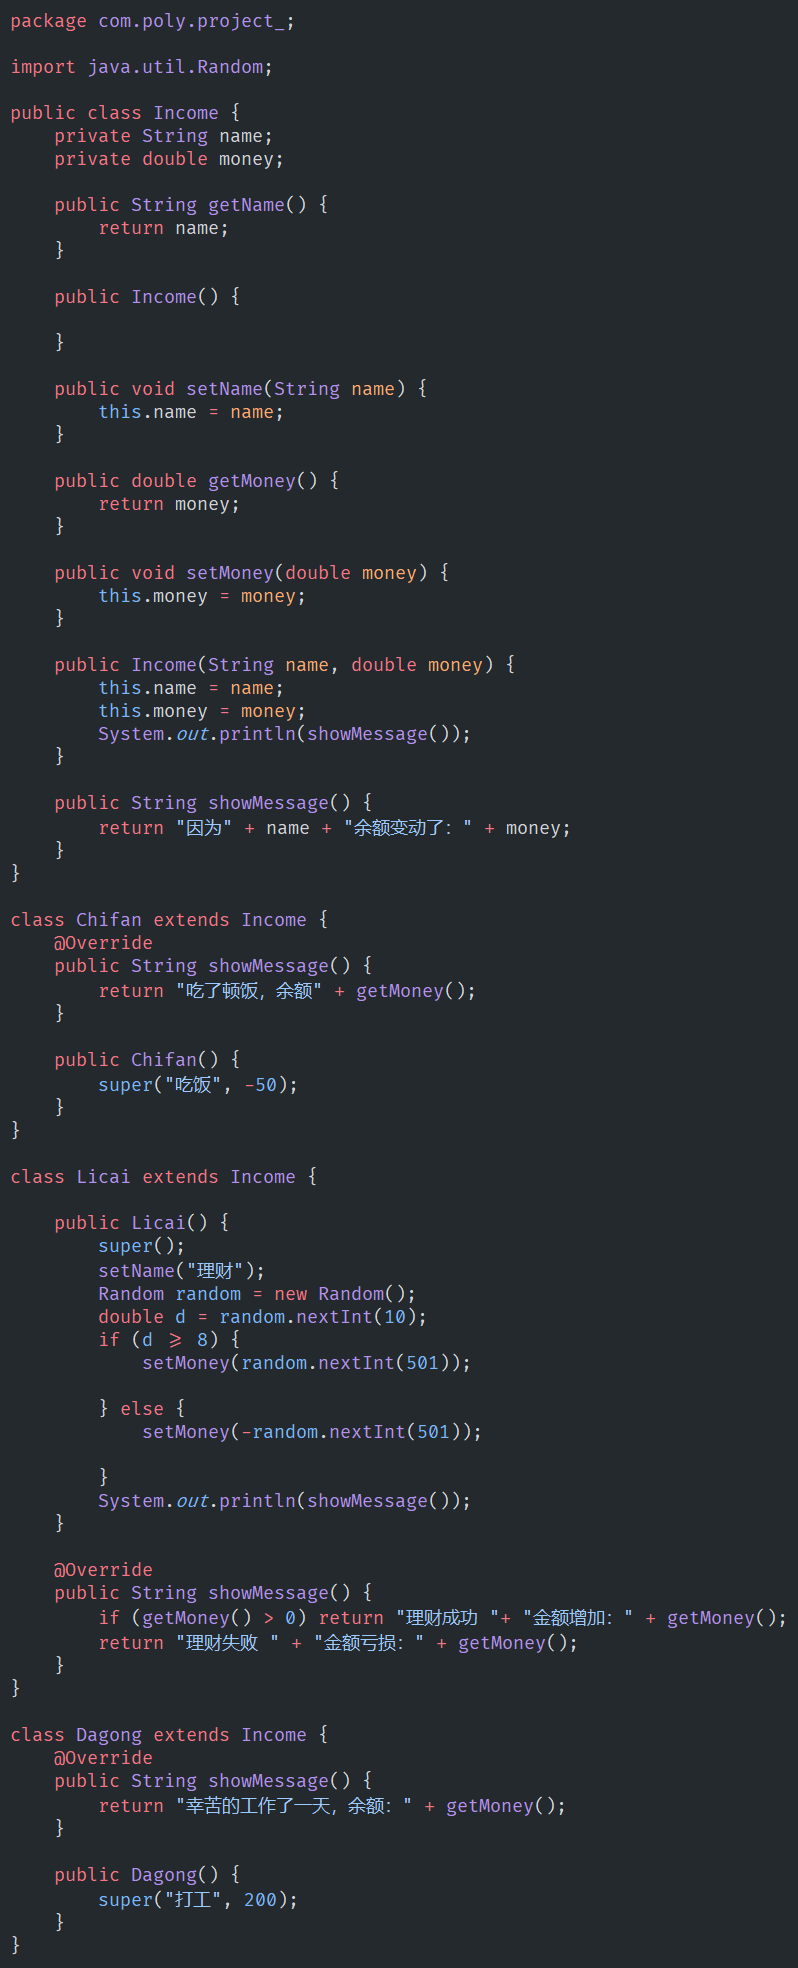 package com.poly.project_;

import java.util.Random;

public class Income {
    private String name;
    private double money;

    public String getName() {
        return name;
    }

    public Income() {

    }

    public void setName(String name) {
        this.name = name;
    }

    public double getMoney() {
        return money;
    }

    public void setMoney(double money) {
        this.money = money;
    }

    public Income(String name, double money) {
        this.name = name;
        this.money = money;
        System.out.println(showMessage());
    }

    public String showMessage() {
        return "因为" + name + "余额变动了：" + money;
    }
}

class Chifan extends Income {
    @Override
    public String showMessage() {
        return "吃了顿饭，余额" + getMoney();
    }

    public Chifan() {
        super("吃饭", -50);
    }
}

class Licai extends Income {

    public Licai() {
        super();
        setName("理财");
        Random random = new Random();
        double d = random.nextInt(10);
        if (d ⩾ 8) {
            setMoney(random.nextInt(501));

        } else {
            setMoney(-random.nextInt(501));

        }
        System.out.println(showMessage());
    }

    @Override
    public String showMessage() {
        if (getMoney() > 0) return "理财成功 "+ "金额增加：" + getMoney();
        return "理财失败 " + "金额亏损：" + getMoney();
    }
}

class Dagong extends Income {
    @Override
    public String showMessage() {
        return "幸苦的工作了一天，余额：" + getMoney();
    }

    public Dagong() {
        super("打工", 200);
    }
}